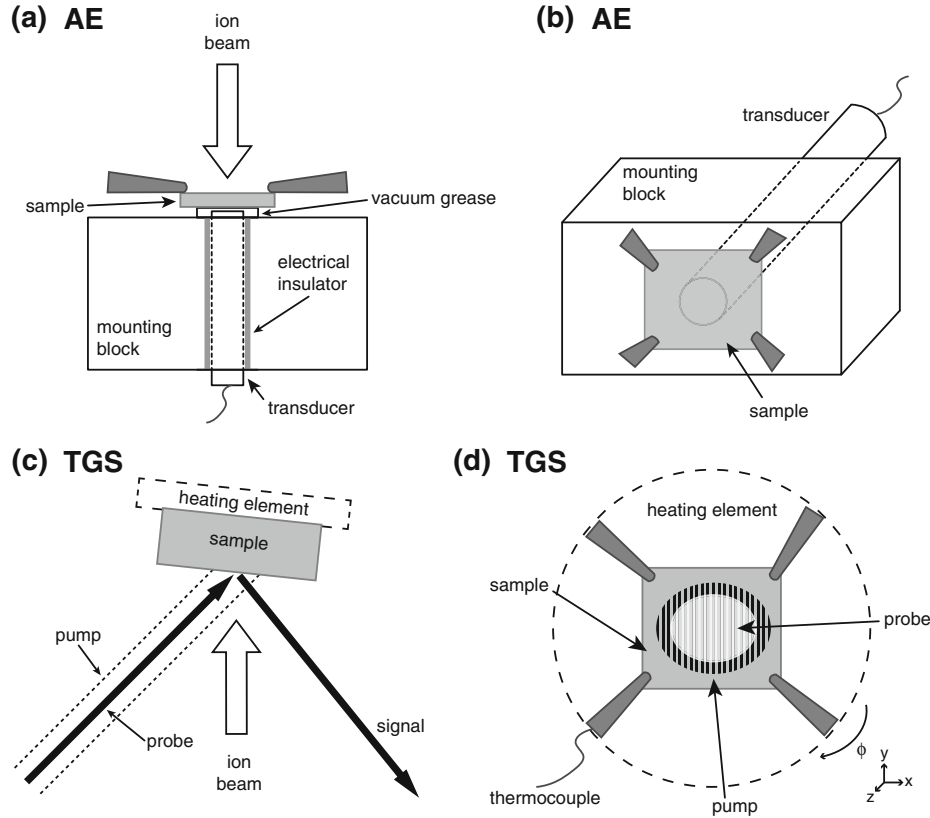 (a) AE
ion
beam
sample
vacuum grease
electrical
insulator
mounting
block
transducer
(b) AE
transducer
mounting
block
sample
(c) TGS
heating element
sample
pump
probe
ion
beam
signal
(d) TGS
heating element
sample
probe
ϕ
y
x
z
thermocouple
pump